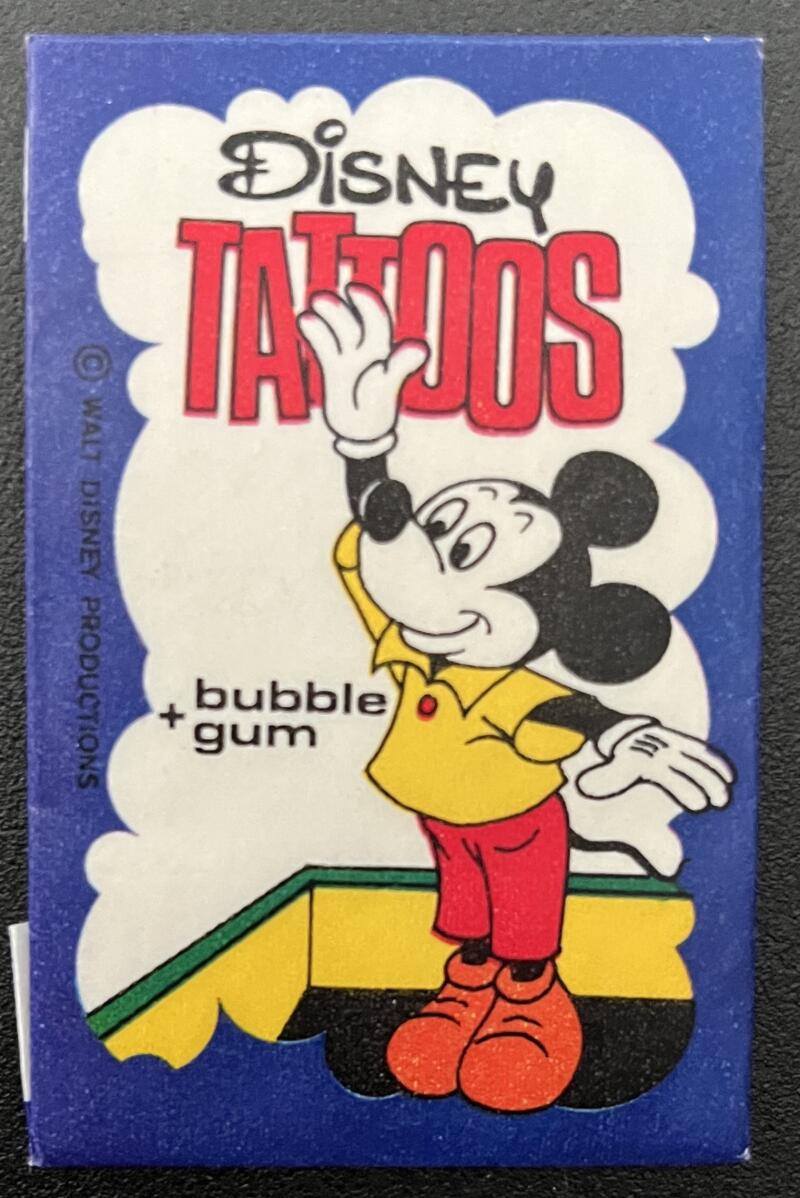 Disney
TATTOOS
+ bubble
gum
© WALT DISNEY PRODUCTIONS